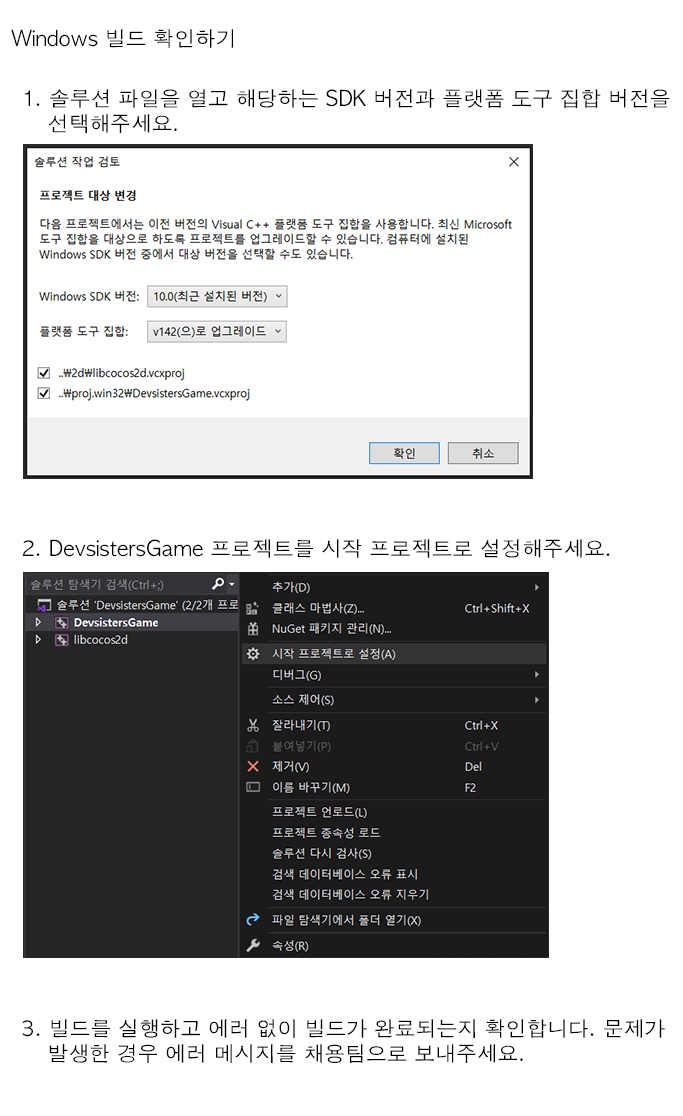 Windows 빌드 확인하기
1. 솔루션 파일을 열고 해당하는 SDK 버전과 플랫폼 도구 집합 버전을
선택해주세요.
솔루션 작업 검토
프로젝트 대상 변경
다음 프로젝트에서는 이전 버전의 Visual C++ 플랫폼 도구 집합을 사용합니다. 최신 Microsoft
도구 집합을 대상으로 하도록 프로젝트를 업그레이드할 수 있습니다. 컴퓨터에 설치된
Windows SDK 버전 중에서 대상 버전을 선택할 수도 있습니다.
Windows SDK 버전: 10.0(최근 설치된 버전)
플랫폼 도구 집합: v142(으)로 업그레이드
..₩2d₩libcocos2d.vcxproj
..₩proj.win32₩DevsistersGame.vcxproj
확인 취소
2. DevsistersGame 프로젝트를 시작 프로젝트로 설정해주세요.
솔루션 탐색기 검색(Ctrl+;)
솔루션 'DevsistersGame' (2/2개 프로
DevsistersGame
libcocos2d
추가(D)
클래스 마법사(Z)... Ctrl+Shift+X
NuGet 패키지 관리(N)...
시작 프로젝트로 설정(A)
디버그(G)
소스 제어(S)
잘라내기(T) Ctrl+X
붙여넣기(P) Ctrl+V
제거(V) Del
이름 바꾸기(M) F2
프로젝트 언로드(L)
프로젝트 종속성 로드
솔루션 다시 검사(S)
검색 데이터베이스 오류 표시
검색 데이터베이스 오류 지우기
파일 탐색기에서 폴더 열기(X)
속성(R)
3. 빌드를 실행하고 에러 없이 빌드가 완료되는지 확인합니다. 문제가
발생한 경우 에러 메시지를 채용팀으로 보내주세요.